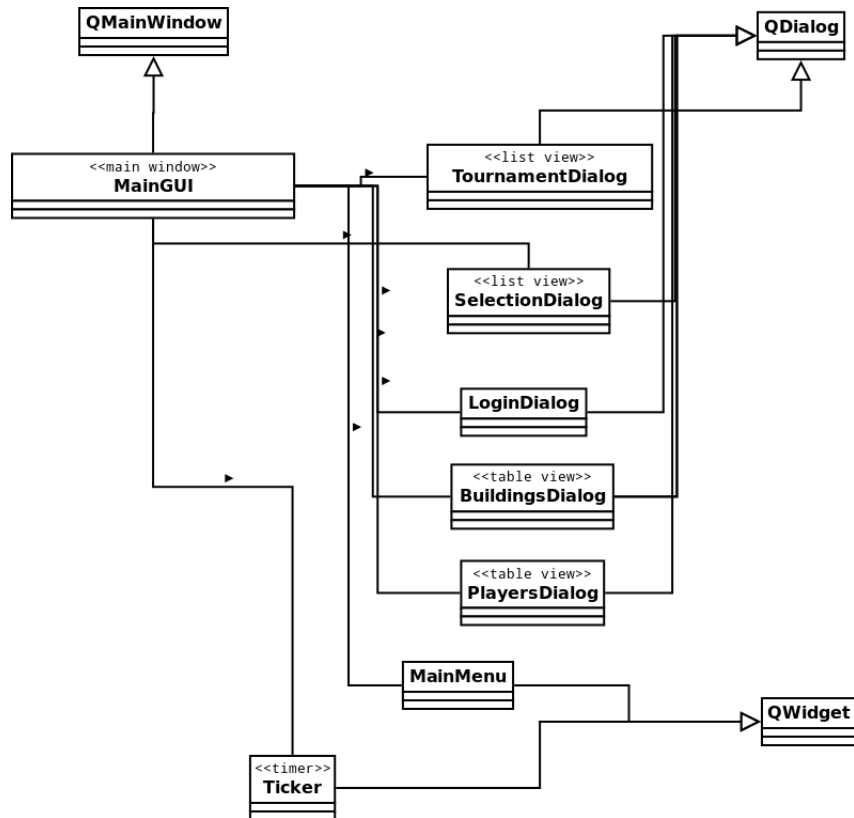 QMainWindow
QDialog
<<main window>>
MainGUI
<<list view>>
TournamentDialog
<<list view>>
SelectionDialog
LoginDialog
<<table view>>
BuildingsDialog
<<table view>>
PlayersDialog
MainMenu
QWidget
<<timer>>
Ticker